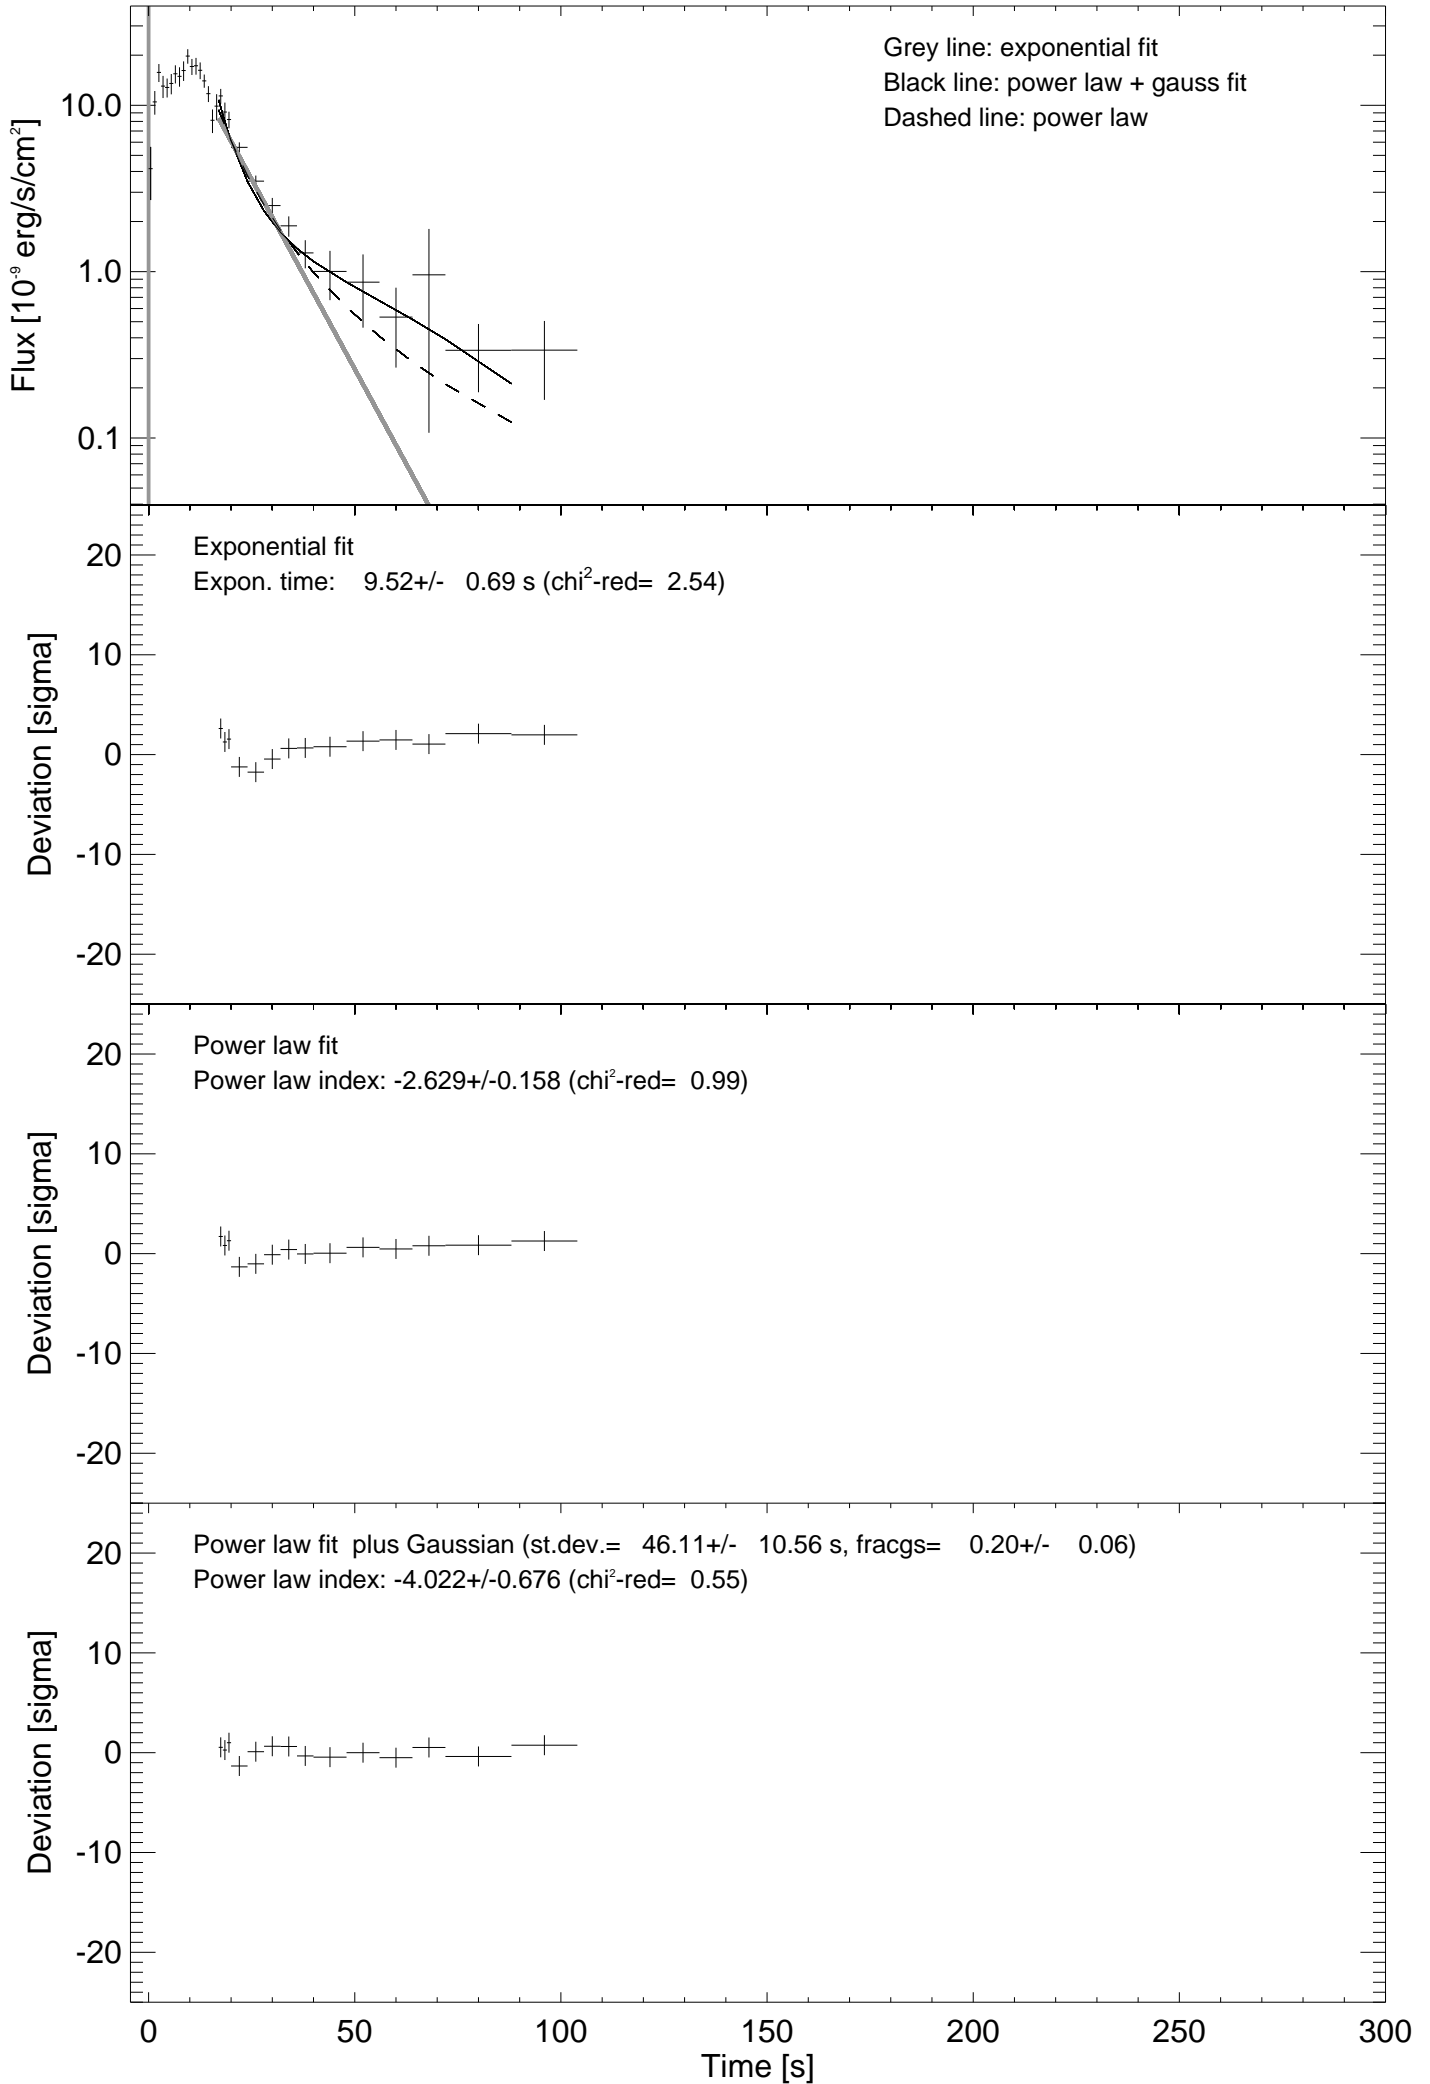 Grey line: exponential fit
Black line: power law + gauss fit
Dashed line: power law
10.0
1.0
0.1
Flux [10⁻⁹ erg/s/cm²]
Exponential fit
Expon. time: 9.52+/- 0.69 s (chi²-red= 2.54)
20
10
0
-10
-20
Deviation [sigma]
Power law fit
Power law index: -2.629+/-0.158 (chi²-red= 0.99)
20
10
0
-10
-20
Deviation [sigma]
Power law fit plus Gaussian (st.dev.= 46.11+/- 10.56 s, fracgs= 0.20+/- 0.06)
Power law index: -4.022+/-0.676 (chi²-red= 0.55)
20
10
0
-10
-20
Deviation [sigma]
0 50 100 150 200 250 300
Time [s]